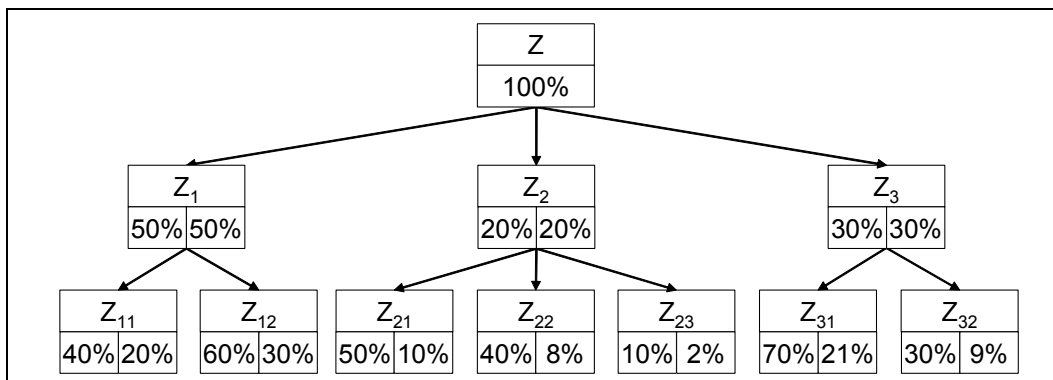 Z
100%
Z₁ Z₂ Z₃
50% 50% 20% 20% 30% 30%
Z₁₁ Z₁₂ Z₂₁ Z₂₂ Z₂₃ Z₃₁ Z₃₂
40% 20% 60% 30% 50% 10% 40% 8% 10% 2% 70% 21% 30% 9%